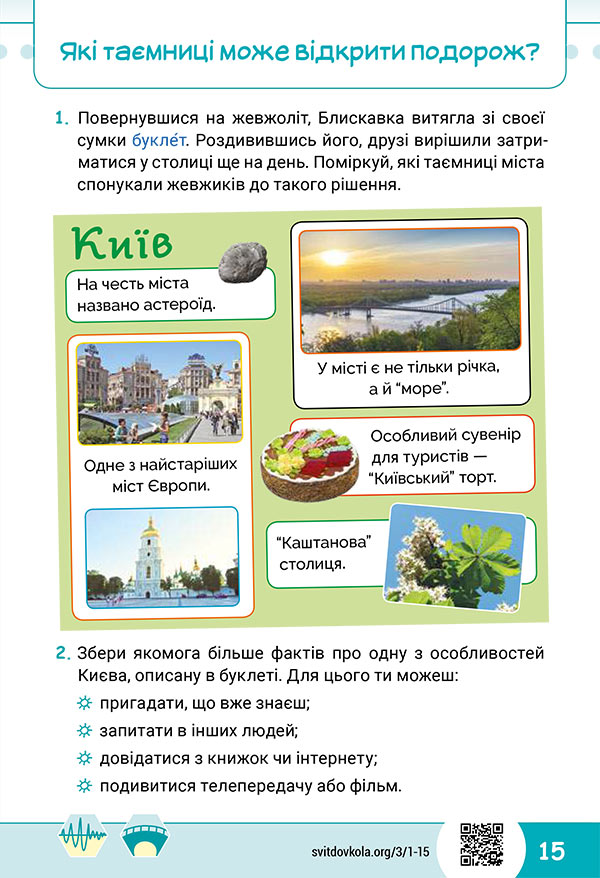 Які таємниці може відкрити подорож?
1. Повернувшися на жевжоліт, Блискавка витягла зі своєї
сумки букле́т. Роздивившись його, друзі вирішили затри-
матися у столиці ще на день. Поміркуй, які таємниці міста
спонукали жевжиків до такого рішення.
Київ
На честь міста
названо астероїд.
У місті є не тільки річка,
а й “море”.
Одне з найстаріших
міст Європи.
Особливий сувенір
для туристів —
“Київський” торт.
“Каштанова”
столиця.
2. Збери якомога більше фактів про одну з особливостей
Києва, описану в буклеті. Для цього ти можеш:
пригадати, що вже знаєш;
запитати в інших людей;
довідатися з книжок чи інтернету;
подивитися телепередачу або фільм.
svitdovkola.org/3/1-15
15